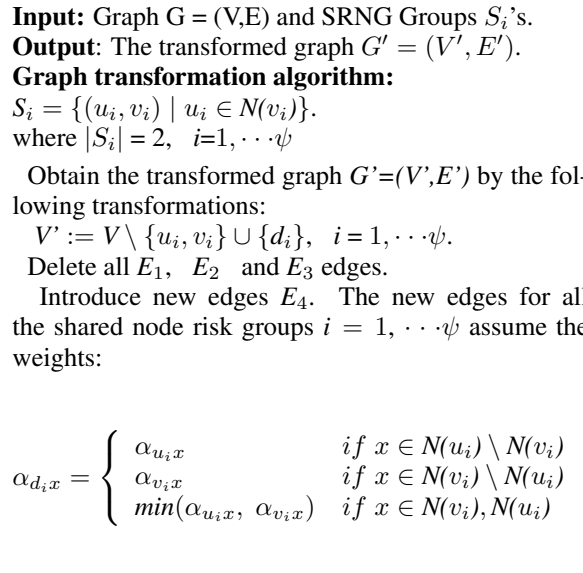 Input: Graph G = (V,E) and SRNG Groups S_i's.
Output: The transformed graph G′ = (V′, E′).
Graph transformation algorithm:
S_i = {(u_i, v_i) | u_i ∈ N(v_i)}.
where |S_i| = 2, i=1, · · · ψ
Obtain the transformed graph G'=(V',E') by the fol-
lowing transformations:
V' := V \ {u_i, v_i} ∪ {d_i}, i = 1, · · · ψ.
Delete all E_1, E_2 and E_3 edges.
Introduce new edges E_4. The new edges for all
the shared node risk groups i = 1, · · · ψ assume the
weights:
α_{d_i x} = { α_{u_i x} if x ∈ N(u_i) \ N(v_i)
α_{v_i x} if x ∈ N(v_i) \ N(u_i)
min(α_{u_i x}, α_{v_i x}) if x ∈ N(v_i), N(u_i)